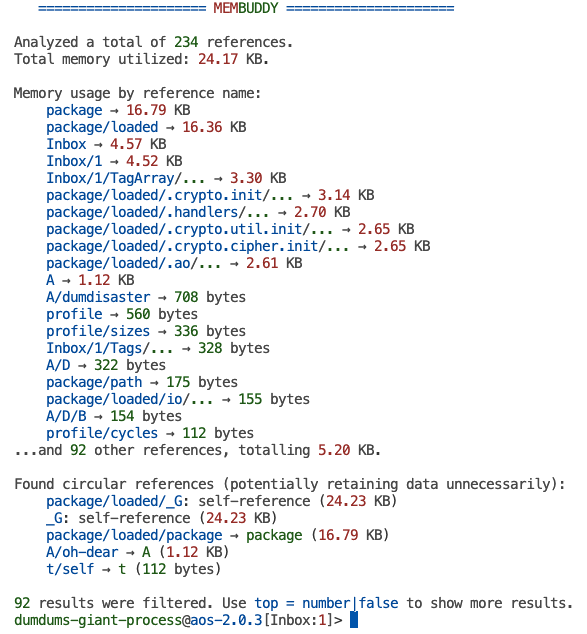 ===================== MEMBUDDY =====================
Analyzed a total of 234 references.
Total memory utilized: 24.17 KB.
Memory usage by reference name:
package → 16.79 KB
package/loaded → 16.36 KB
Inbox → 4.57 KB
Inbox/1 → 4.52 KB
Inbox/1/TagArray/... → 3.30 KB
package/loaded/.crypto.init/... → 3.14 KB
package/loaded/.handlers/... → 2.70 KB
package/loaded/.crypto.util.init/... → 2.65 KB
package/loaded/.crypto.cipher.init/... → 2.65 KB
package/loaded/.ao/... → 2.61 KB
A → 1.12 KB
A/dumdisaster → 708 bytes
profile → 560 bytes
profile/sizes → 336 bytes
Inbox/1/Tags/... → 328 bytes
A/D → 322 bytes
package/path → 175 bytes
package/loaded/io/... → 155 bytes
A/D/B → 154 bytes
profile/cycles → 112 bytes
...and 92 other references, totalling 5.20 KB.
Found circular references (potentially retaining data unnecessarily):
package/loaded/_G: self-reference (24.23 KB)
_G: self-reference (24.23 KB)
package/loaded/package → package (16.79 KB)
A/oh-dear → A (1.12 KB)
t/self → t (112 bytes)
92 results were filtered. Use top = number|false to show more results.
dumdums-giant-process@aos-2.0.3[Inbox:1]>